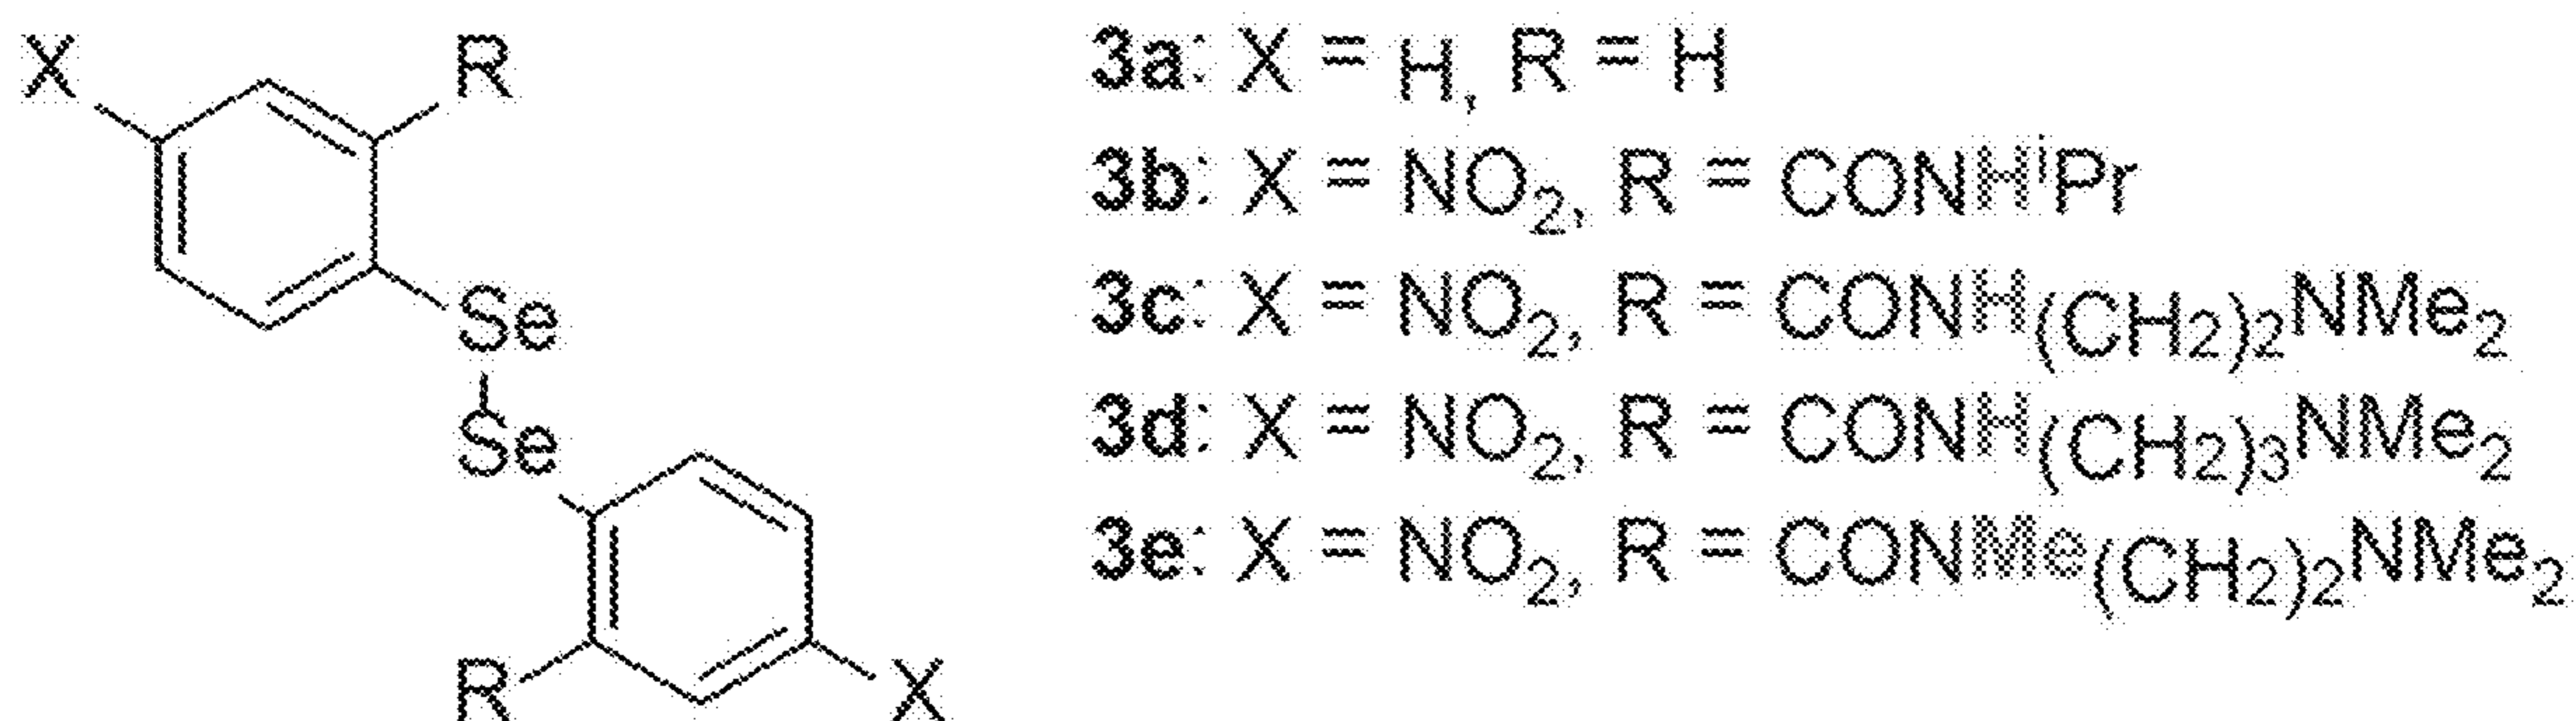 X R
Se
Se
R X
3a: X = H, R = H
3b: X = NO2, R = CONHiPr
3c: X = NO2, R = CONH(CH2)2NMe2
3d: X = NO2, R = CONH(CH2)3NMe2
3e: X = NO2, R = CONMe(CH2)2NMe2